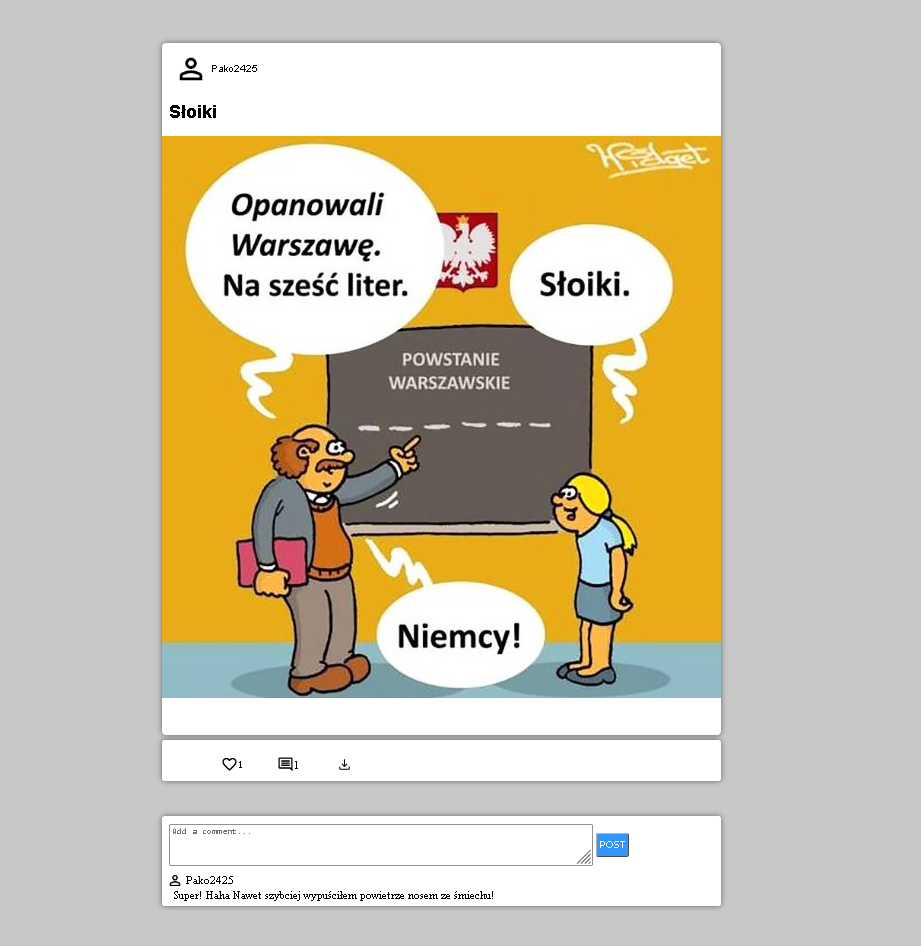 Pako2425
Słoiki
Opanowali
Warszawę.
Na sześć liter.
Słoiki.
POWSTANIE
WARSZAWSKIE
Niemcy!
1
1
Add a comment...
POST
Pako2425
Super! Haha Nawet szybciej wypuściłem powietrze nosem ze śmiechu!